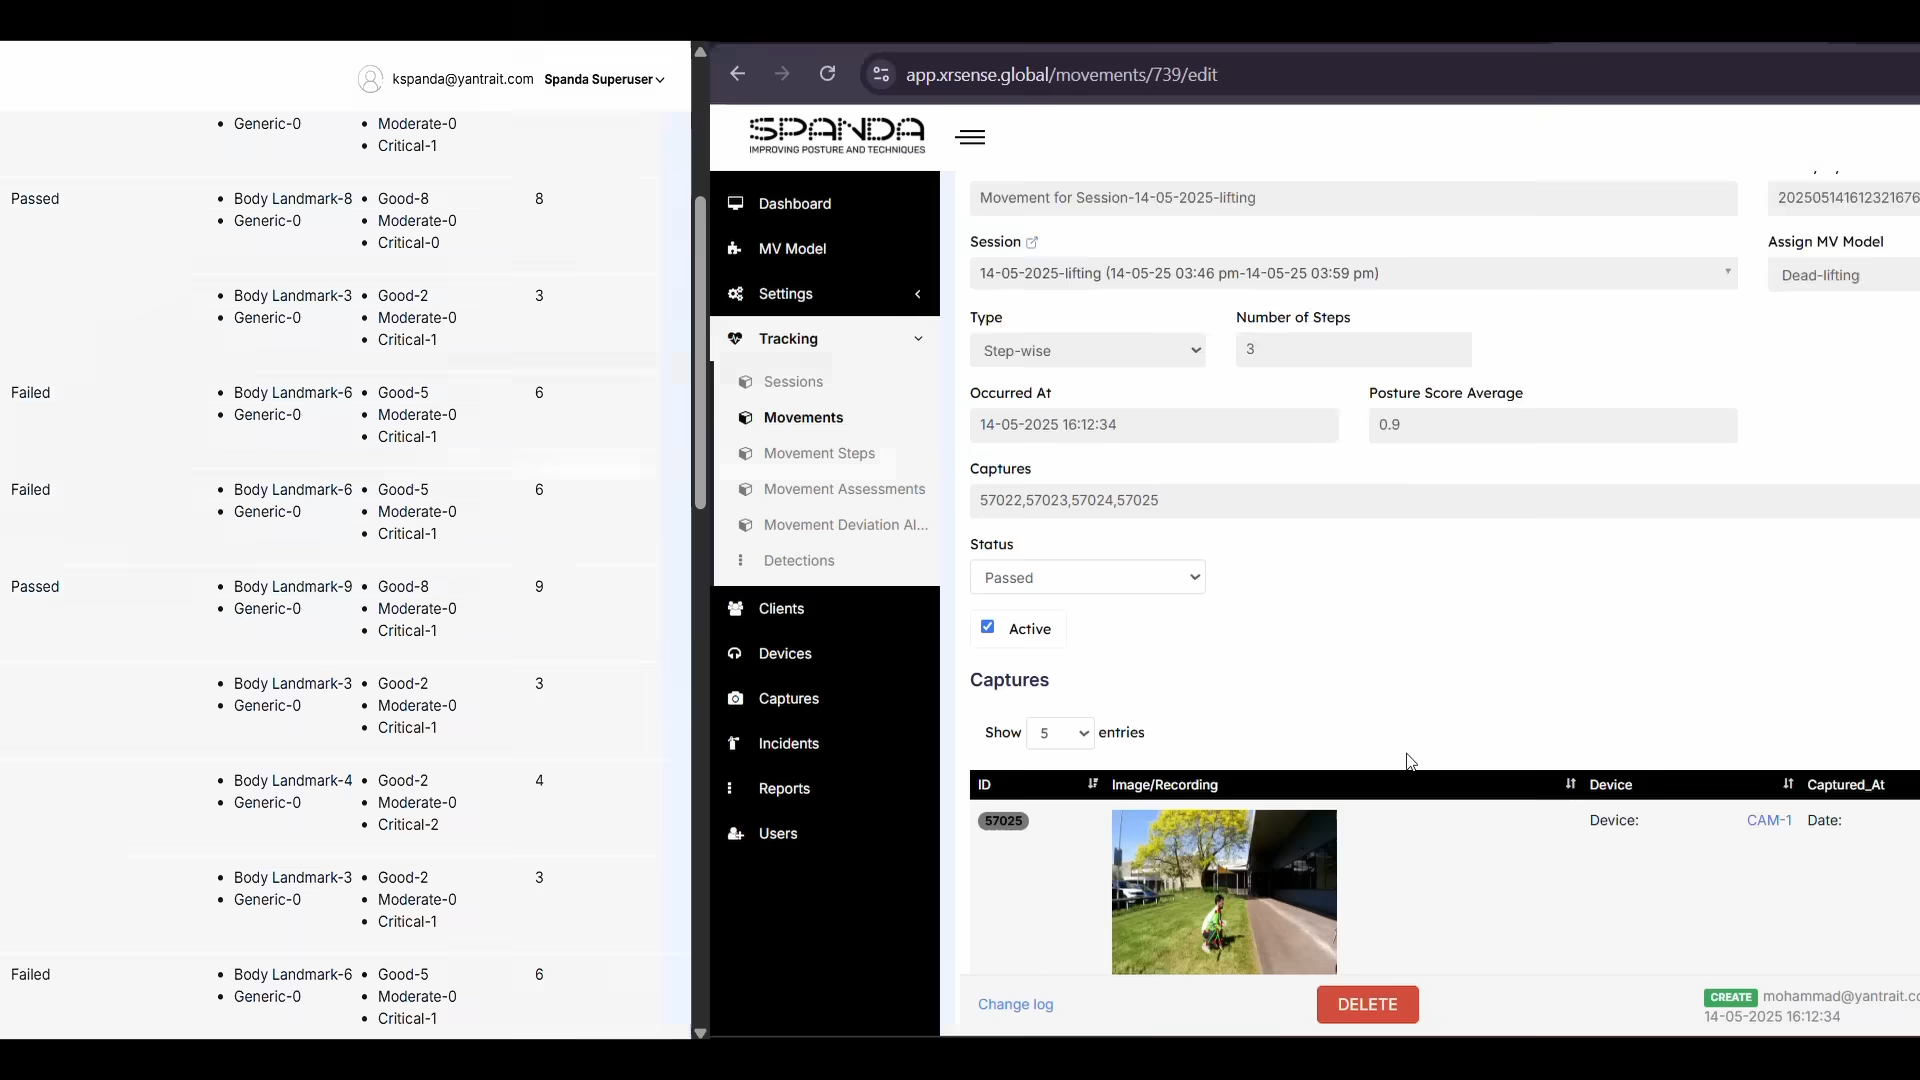 kspanda@yantrait.com Spanda Superuser
Generic-0 Moderate-0
Critical-1
Passed Body Landmark-8 Good-8 8
Generic-0 Moderate-0
Critical-0
Body Landmark-3 Good-2 3
Generic-0 Moderate-0
Critical-1
Failed Body Landmark-6 Good-5 6
Generic-0 Moderate-0
Critical-1
Failed Body Landmark-6 Good-5 6
Generic-0 Moderate-0
Critical-1
Passed Body Landmark-9 Good-8 9
Generic-0 Moderate-0
Critical-1
Body Landmark-3 Good-2 3
Generic-0 Moderate-0
Critical-1
Body Landmark-4 Good-2 4
Generic-0 Moderate-0
Critical-2
Body Landmark-3 Good-2 3
Generic-0 Moderate-0
Critical-1
Failed Body Landmark-6 Good-5 6
Generic-0 Moderate-0
Critical-1
app.xrsense.global/movements/739/edit
SPANDA
IMPROVING POSTURE AND TECHNIQUES
Dashboard
MV Model
Settings
Tracking
Sessions
Movements
Movement Steps
Movement Assessments
Movement Deviation Al...
Detections
Clients
Devices
Captures
Incidents
Reports
Users
Movement for Session-14-05-2025-lifting 20250514161232 1676
Session Assign MV Model
14-05-2025-lifting (14-05-25 03:46 pm-14-05-25 03:59 pm) Dead-lifting
Type Number of Steps
Step-wise 3
Occurred At Posture Score Average
14-05-2025 16:12:34 0.9
Captures
57022,57023,57024,57025
Status
Passed
Active
Captures
Show 5 entries
ID Image/Recording Device Captured_At
57025 Device: CAM-1 Date:
Change log DELETE CREATE mohammad@yantrait.co
14-05-2025 16:12:34